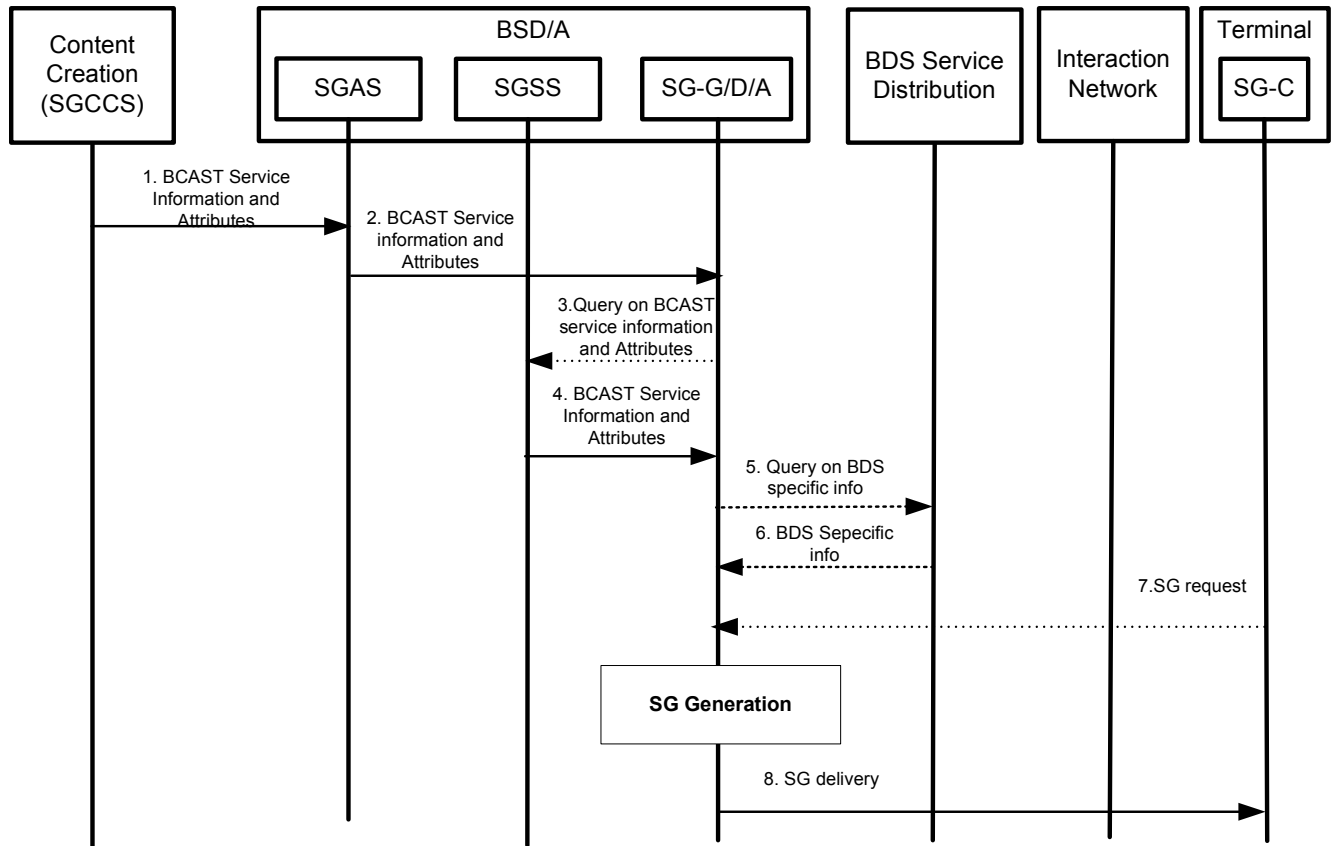 Content
Creation
(SGCCS)
BSD/A
SGAS
SGSS
SG-G/D/A
BDS Service
Distribution
Interaction
Network
Terminal
SG-C
1. BCAST Service
Information and
Attributes
2. BCAST Service
information and
Attributes
3.Query on BCAST
service information
and Attributes
4. BCAST Service
Information and
Attributes
5. Query on BDS
specific info
6. BDS Sepecific
info
7.SG request
SG Generation
8. SG delivery